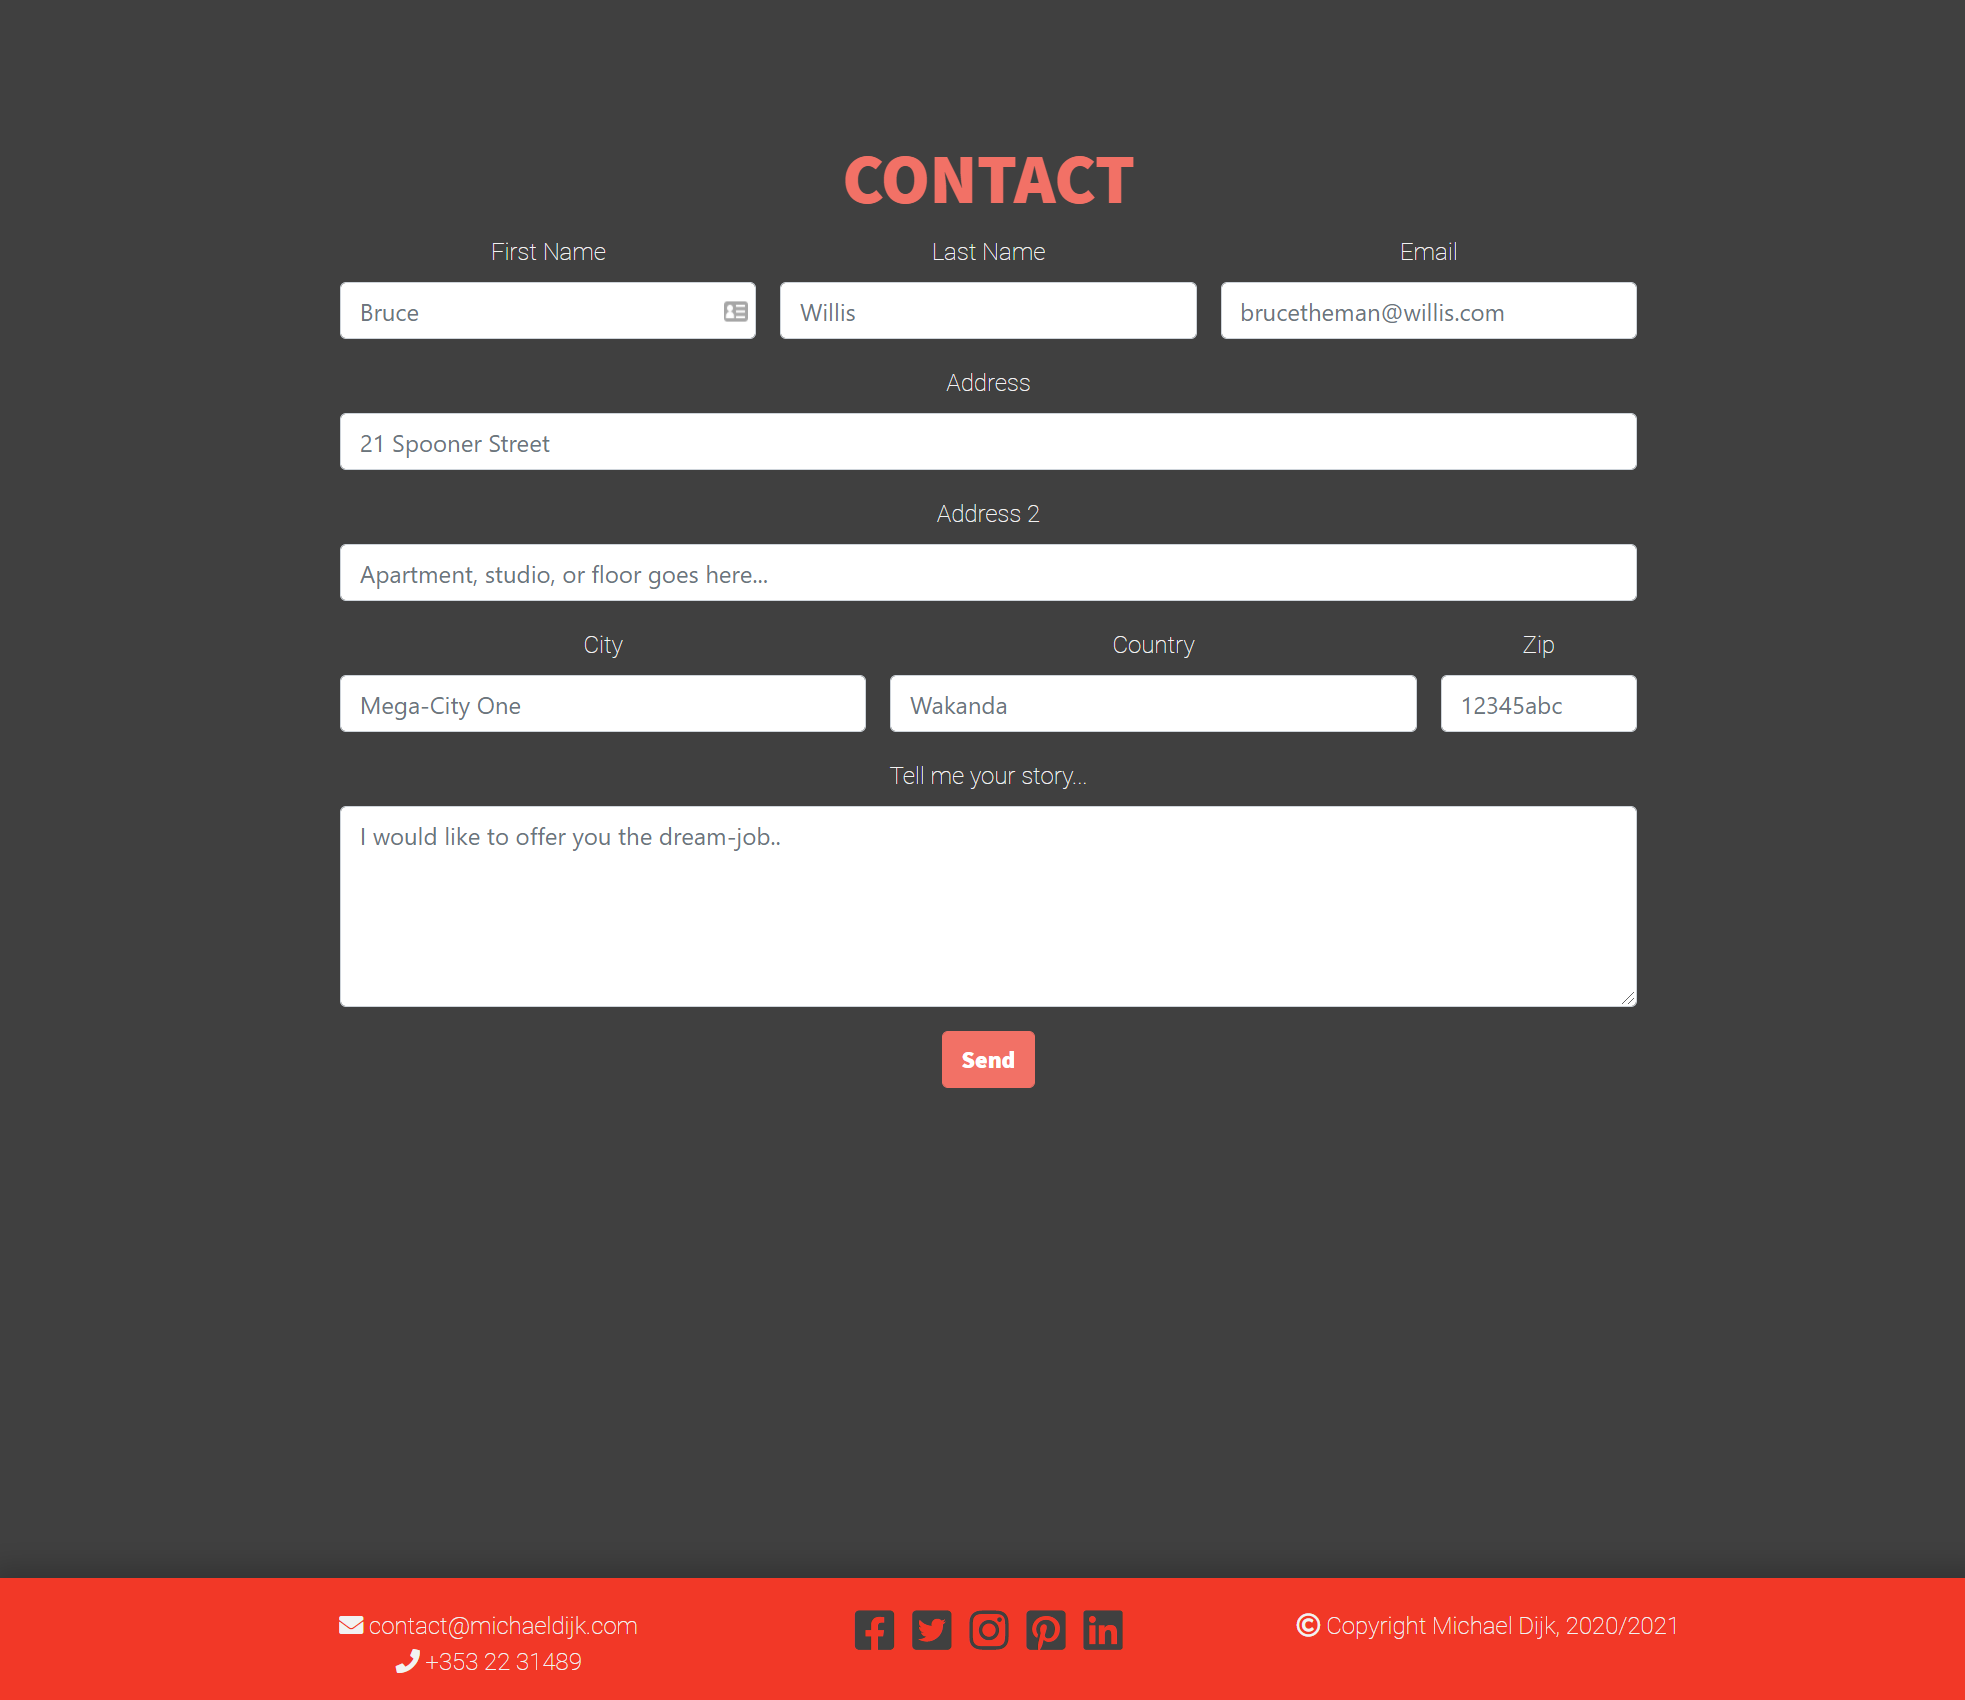 CONTACT
First Name
Last Name
Email
Bruce
Willis
brucetheman@willis.com
Address
21 Spooner Street
Address 2
Apartment, studio, or floor goes here...
City
Country
Zip
Mega-City One
Wakanda
12345abc
Tell me your story...
I would like to offer you the dream-job..
Send
contact@michaeldijk.com
+353 22 31489
© Copyright Michael Dijk, 2020/2021